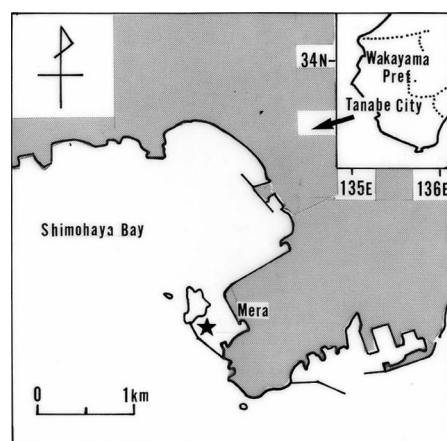 34N
Wakayama
Pref.
Tanabe City
135E
136E
Shimohaya Bay
Mera
0
1km